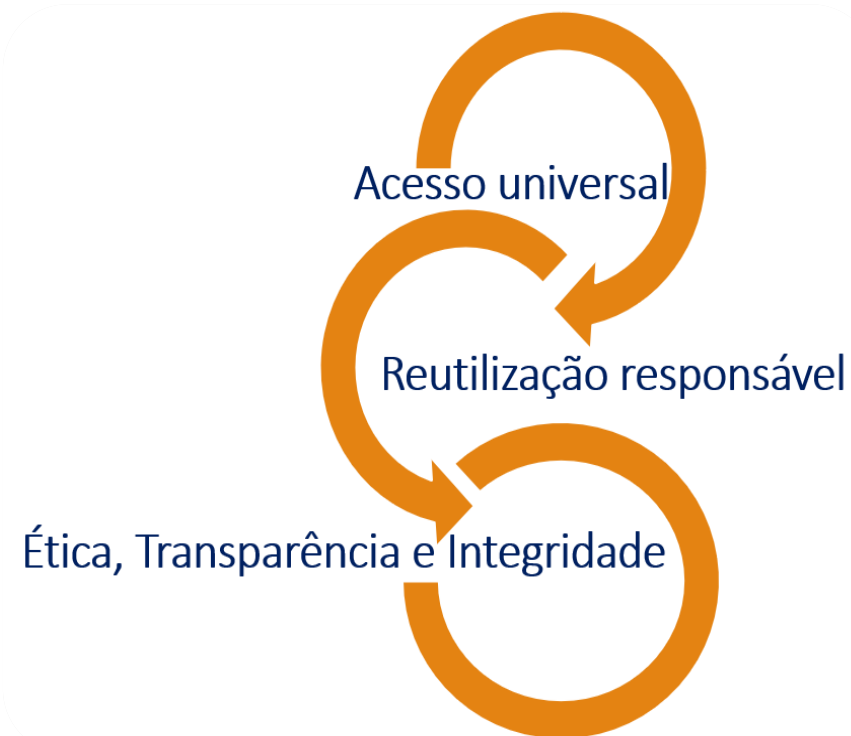 Acesso universal
Reutilização responsável
Ética, Transparência e Integridade